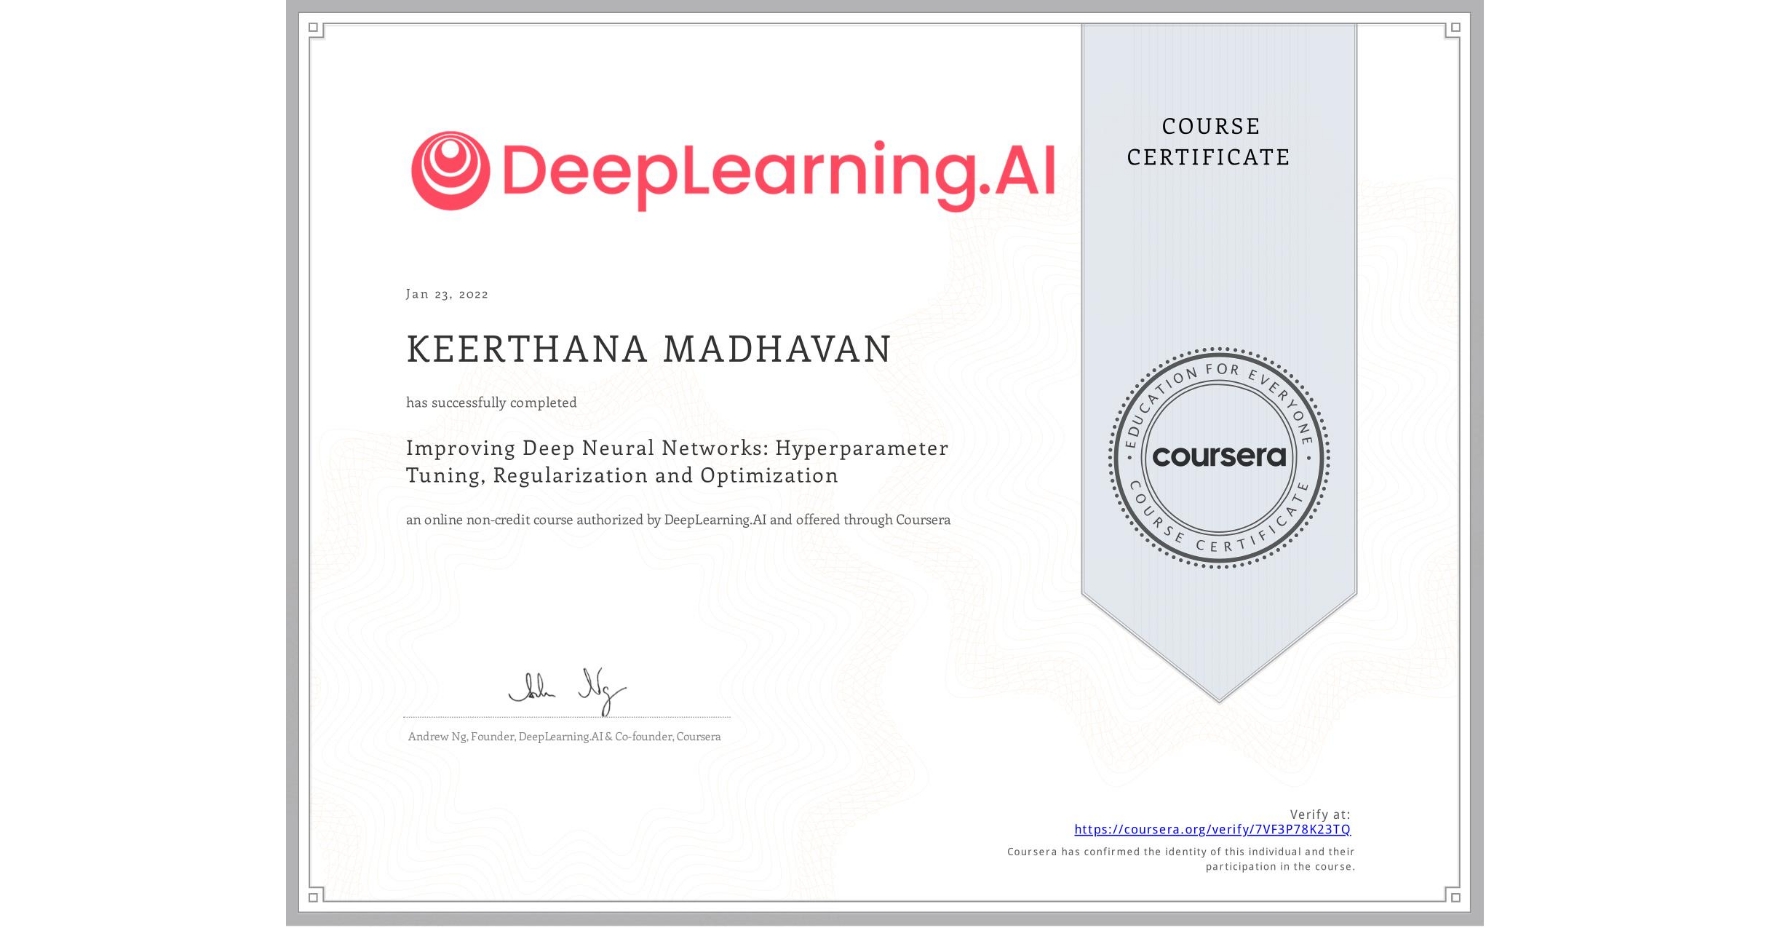 DeepLearning.AI
COURSE
CERTIFICATE
Jan 23, 2022
KEERTHANA MADHAVAN
has successfully completed
Improving Deep Neural Networks: Hyperparameter
Tuning, Regularization and Optimization
an online non-credit course authorized by DeepLearning.AI and offered through Coursera
EDUCATION FOR EVERYONE
coursera
COURSE CERTIFICATE
Andrew Ng, Founder, DeepLearning.AI & Co-founder, Coursera
Verify at:
https://coursera.org/verify/7VF3P78K23TQ
Coursera has confirmed the identity of this individual and their
participation in the course.